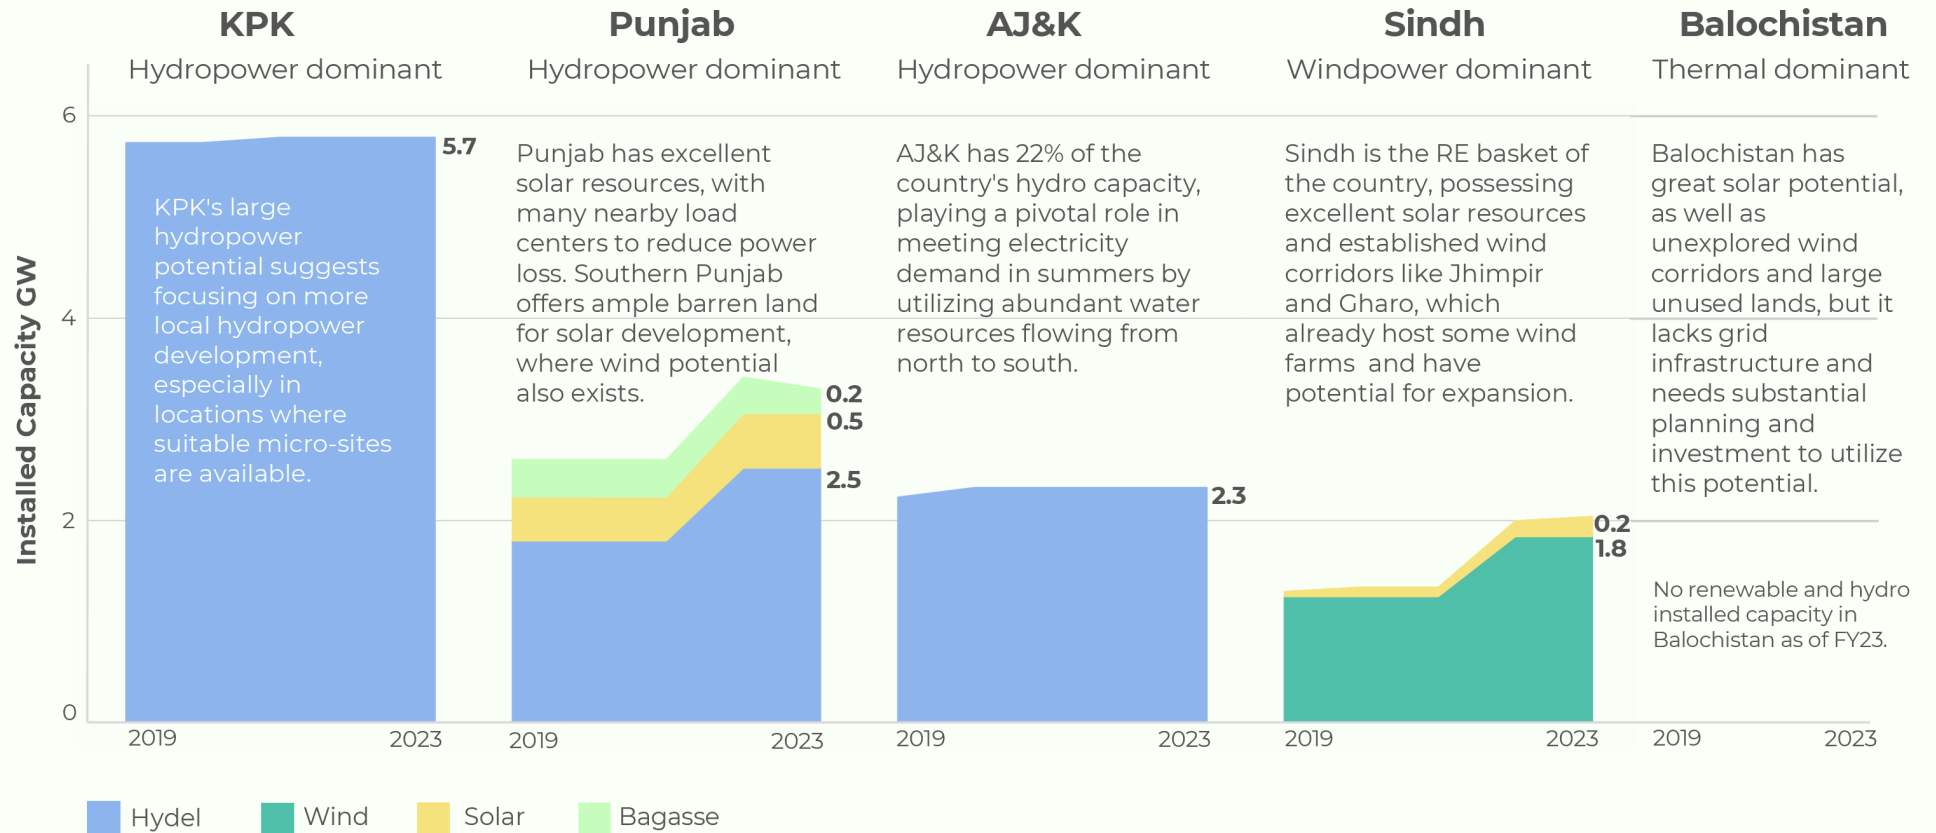 KPK
Hydropower dominant
Punjab
Hydropower dominant
AJ&K
Hydropower dominant
Sindh
Windpower dominant
Balochistan
Thermal dominant
Installed Capacity GW
6
4
2
0
KPK's large
hydropower
potential suggests
focusing on more
local hydropower
development,
especially in
locations where
suitable micro-sites
are available.
5.7
2019
2023
Punjab has excellent
solar resources, with
many nearby load
centers to reduce power
loss. Southern Punjab
offers ample barren land
for solar development,
where wind potential
also exists.
0.2
0.5
2.5
2019
2023
AJ&K has 22% of the
country's hydro capacity,
playing a pivotal role in
meeting electricity
demand in summers by
utilizing abundant water
resources flowing from
north to south.
2.3
2019
2023
Sindh is the RE basket of
the country, possessing
excellent solar resources
and established wind
corridors like Jhimpir
and Gharo, which
already host some wind
farms  and have
potential for expansion.
0.2
1.8
2019
2023
Balochistan has
great solar potential,
as well as
unexplored wind
corridors and large
unused lands, but it
lacks grid
infrastructure and
needs substantial
planning and
investment to utilize
this potential.
No renewable and hydro
installed capacity in
Balochistan as of FY23.
2019
2023
Hydel
Wind
Solar
Bagasse